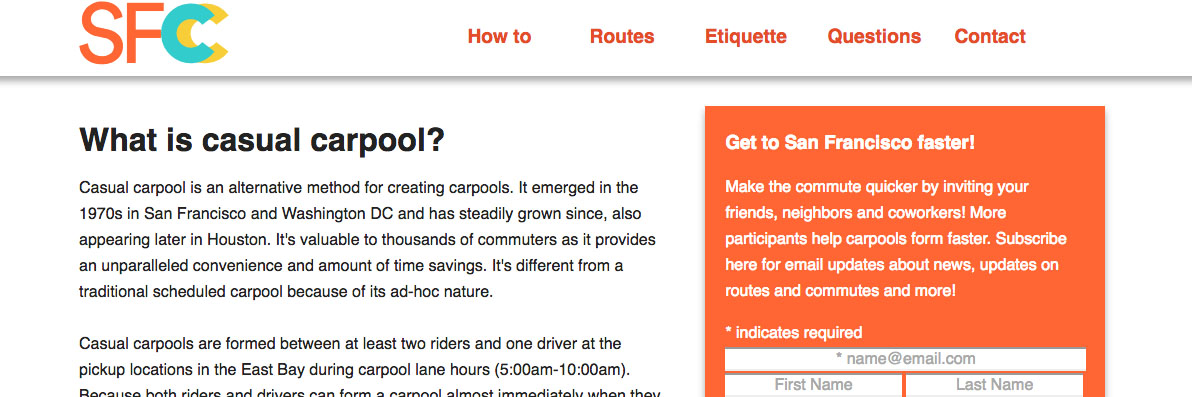 SFCC
How to Routes Etiquette Questions Contact
What is casual carpool?
Casual carpool is an alternative method for creating carpools. It emerged in the
1970s in San Francisco and Washington DC and has steadily grown since, also
appearing later in Houston. It's valuable to thousands of commuters as it provides
an unparalleled convenience and amount of time savings. It's different from a
traditional scheduled carpool because of its ad-hoc nature.
Casual carpools are formed between at least two riders and one driver at the
pickup locations in the East Bay during carpool lane hours (5:00am-10:00am).
Because both riders and drivers can form a carpool almost immediately when they
Get to San Francisco faster!
Make the commute quicker by inviting your
friends, neighbors and coworkers! More
participants help carpools form faster. Subscribe
here for email updates about news, updates on
routes and commutes and more!
* indicates required
* name@email.com
First Name Last Name